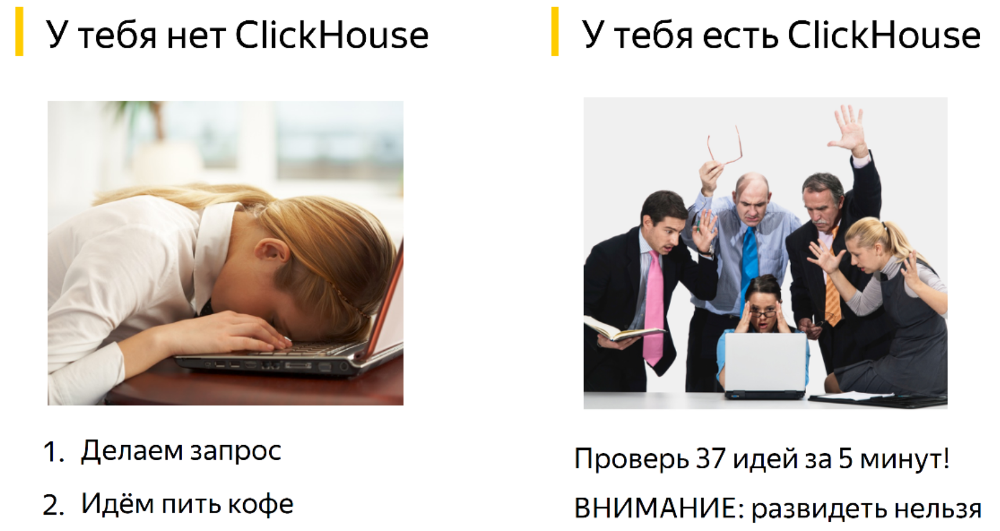 У тебя нет ClickHouse
1. Делаем запрос
2. Идём пить кофе
У тебя есть ClickHouse
Проверь 37 идей за 5 минут!
ВНИМАНИЕ: развидеть нельзя